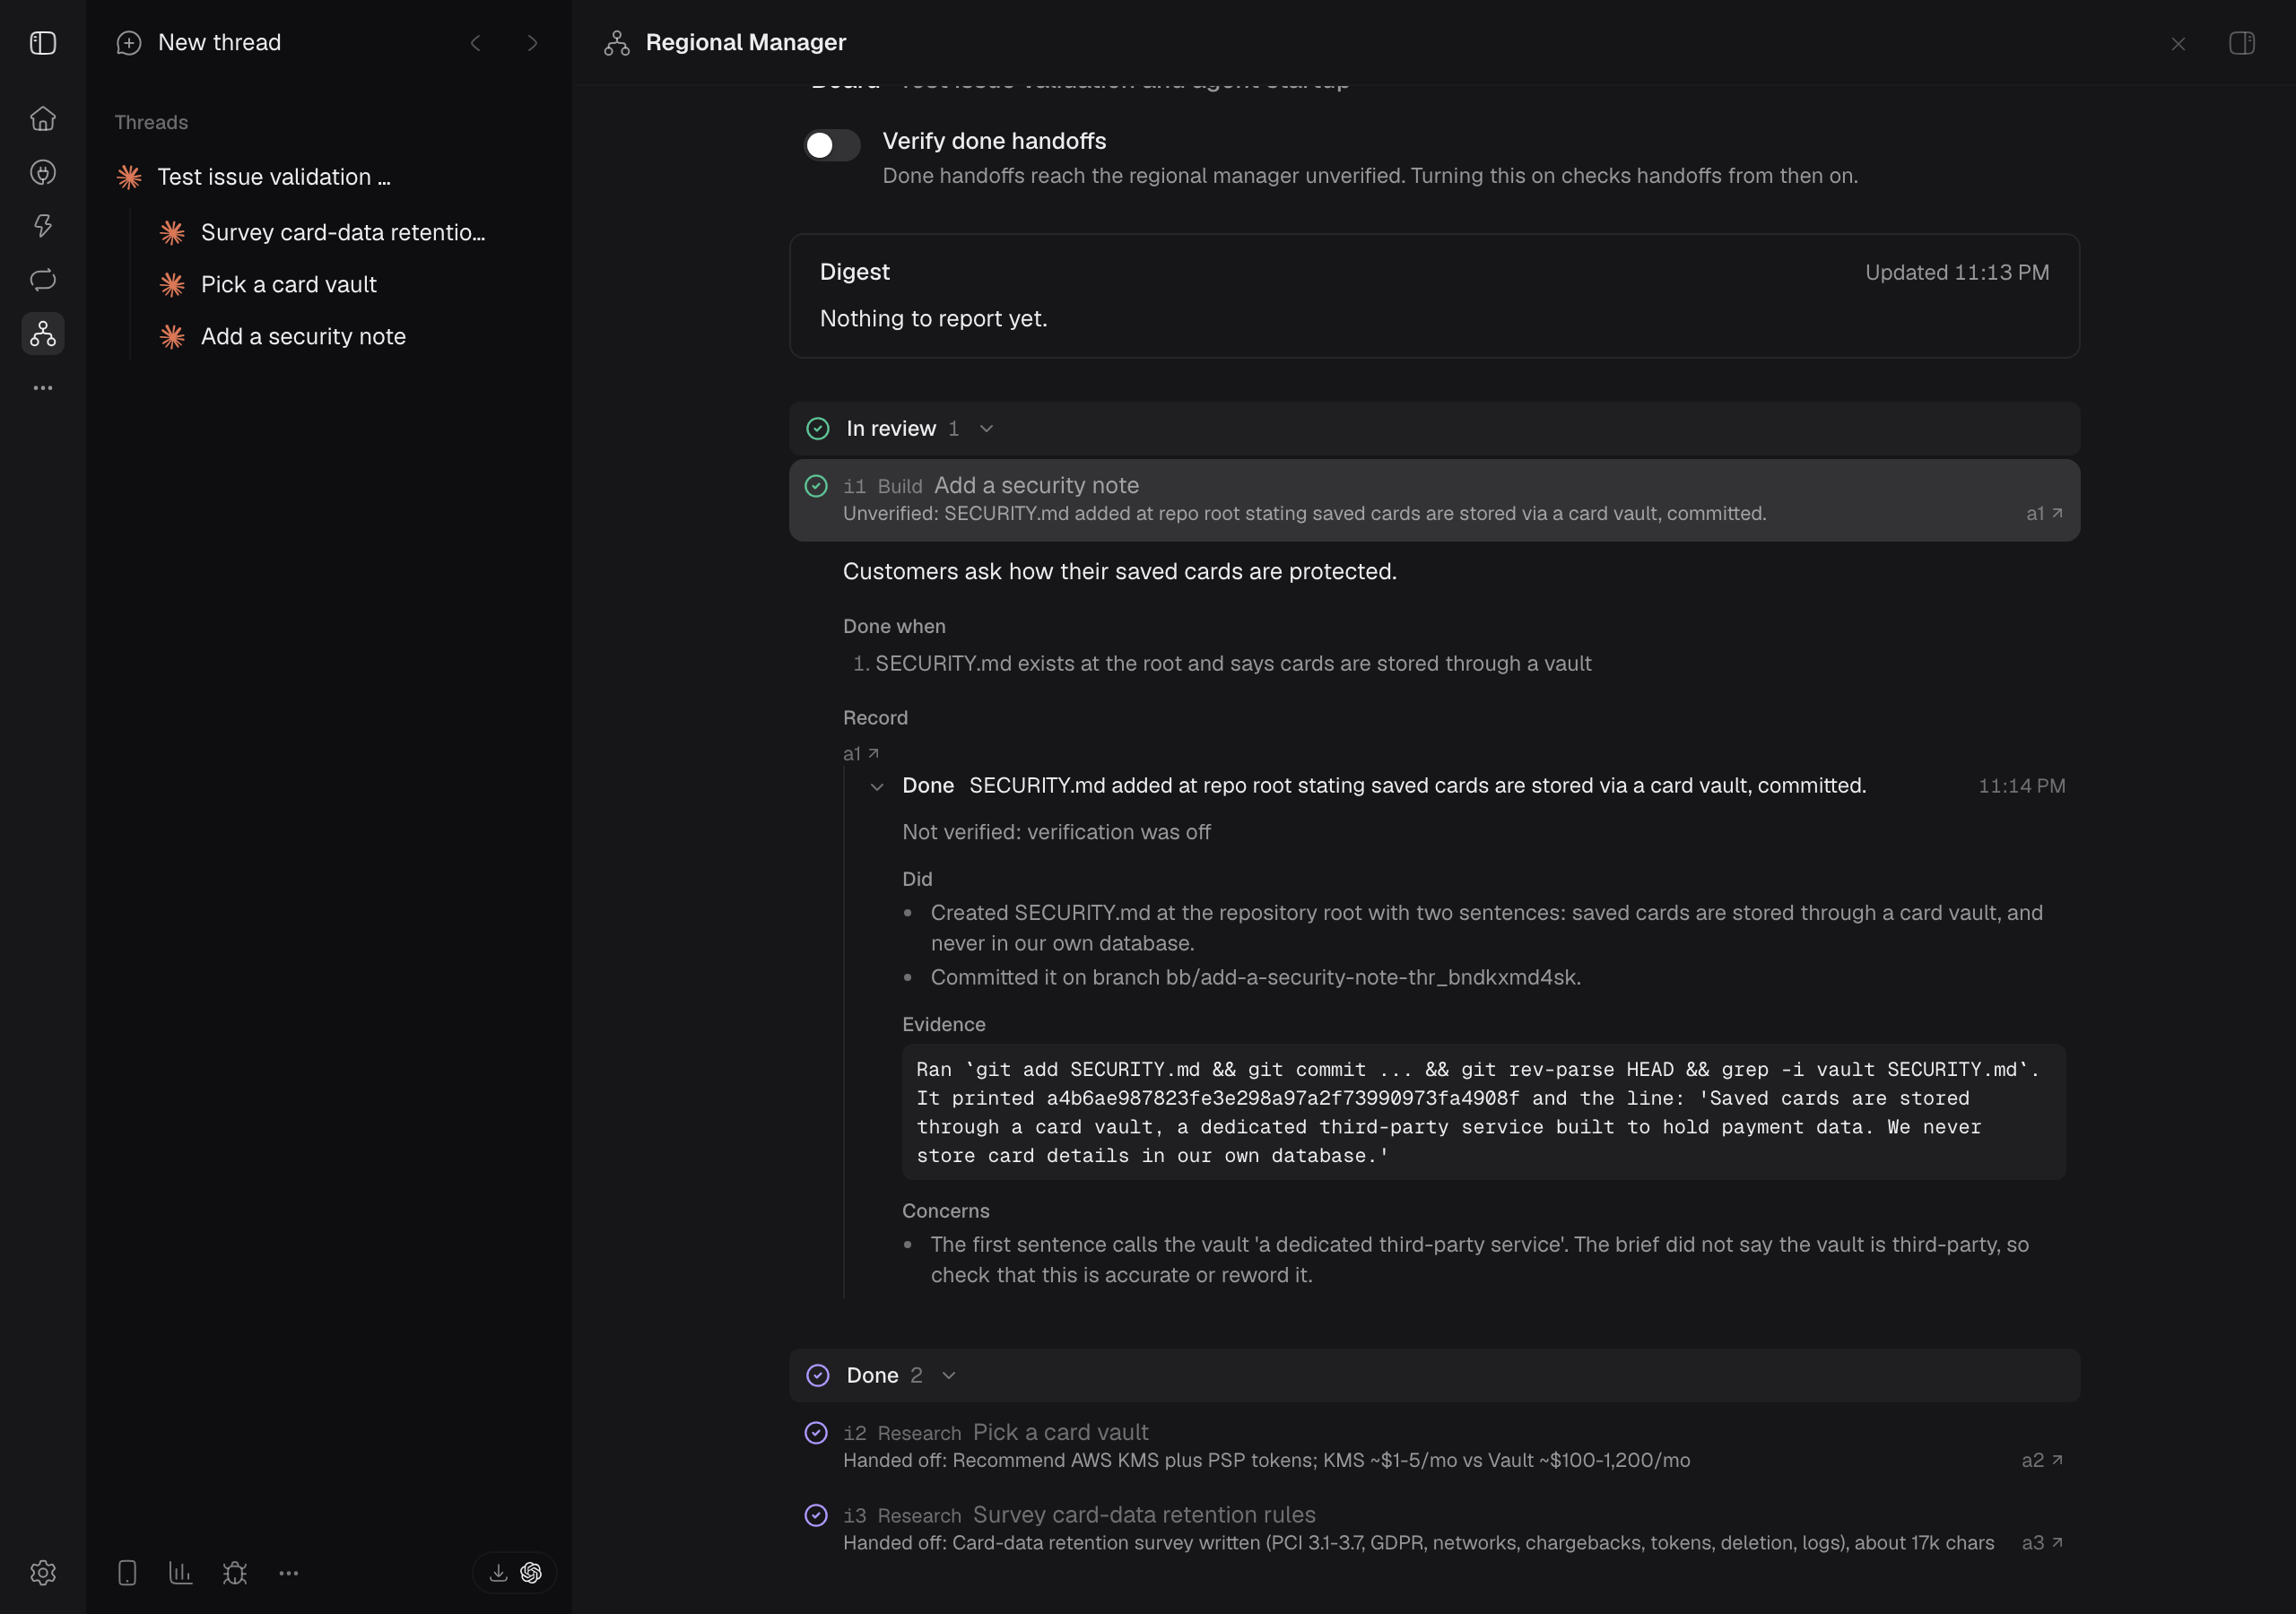 New thread
Threads
Test issue validation ...
Survey card-data retentio...
Pick a card vault
Add a security note
Regional Manager
Board Test issue validation and agent startup
Verify done handoffs
Done handoffs reach the regional manager unverified. Turning this on checks handoffs from then on.
Digest
Updated 11:13 PM
Nothing to report yet.
In review 1
i1 Build Add a security note
Unverified: SECURITY.md added at repo root stating saved cards are stored via a card vault, committed.
a1
Customers ask how their saved cards are protected.
Done when
1. SECURITY.md exists at the root and says cards are stored through a vault
Record
a1
Done SECURITY.md added at repo root stating saved cards are stored via a card vault, committed.
11:14 PM
Not verified: verification was off
Did
• Created SECURITY.md at the repository root with two sentences: saved cards are stored through a card vault, and
never in our own database.
• Committed it on branch bb/add-a-security-note-thr_bndkxmd4sk.
Evidence
Ran `git add SECURITY.md && git commit ... && git rev-parse HEAD && grep -i vault SECURITY.md`.
It printed a4b6ae987823fe3e298a97a2f73990973fa4908f and the line: 'Saved cards are stored
through a card vault, a dedicated third-party service built to hold payment data. We never
store card details in our own database.'
Concerns
• The first sentence calls the vault 'a dedicated third-party service'. The brief did not say the vault is third-party, so
check that this is accurate or reword it.
Done 2
i2 Research Pick a card vault
Handed off: Recommend AWS KMS plus PSP tokens; KMS ~$1-5/mo vs Vault ~$100-1,200/mo
a2
i3 Research Survey card-data retention rules
Handed off: Card-data retention survey written (PCI 3.1-3.7, GDPR, networks, chargebacks, tokens, deletion, logs), about 17k chars
a3